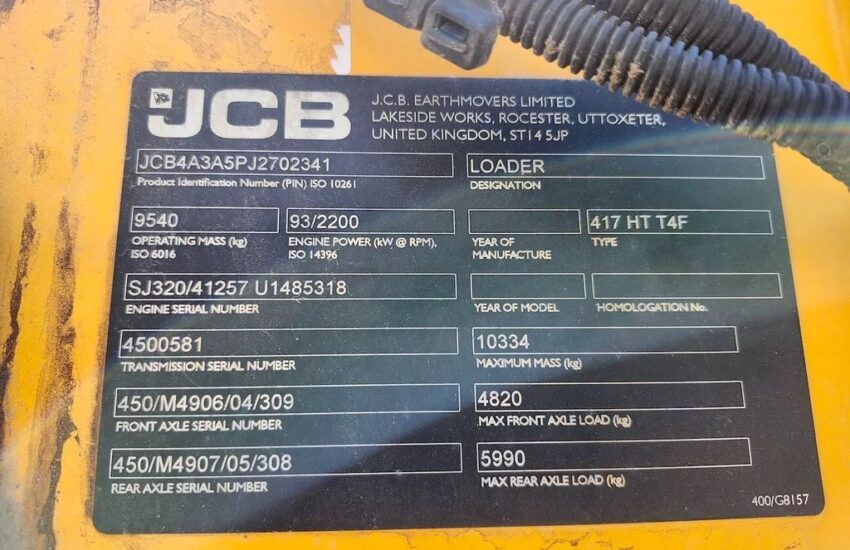 JCB
J.C.B. EARTHMOVERS LIMITED
LAKESIDE WORKS, ROCESTER, UTTOXETER,
UNITED KINGDOM, ST14 5JP
JCB4A3A5PJ2702341
Product Identification Number (PIN) ISO 10261
LOADER
DESIGNATION
9540
OPERATING MASS (kg)
ISO 6016
93/2200
ENGINE POWER (kW @ RPM),
ISO 14396
YEAR OF
MANUFACTURE
417 HT T4F
TYPE
SJ320/41257 U1485318
ENGINE SERIAL NUMBER
YEAR OF MODEL
HOMOLOGATION No.
4500581
TRANSMISSION SERIAL NUMBER
10334
MAXIMUM MASS (kg)
450/M4906/04/309
FRONT AXLE SERIAL NUMBER
4820
MAX FRONT AXLE LOAD (kg)
450/M4907/05/308
REAR AXLE SERIAL NUMBER
5990
MAX REAR AXLE LOAD (kg)
400/G8157